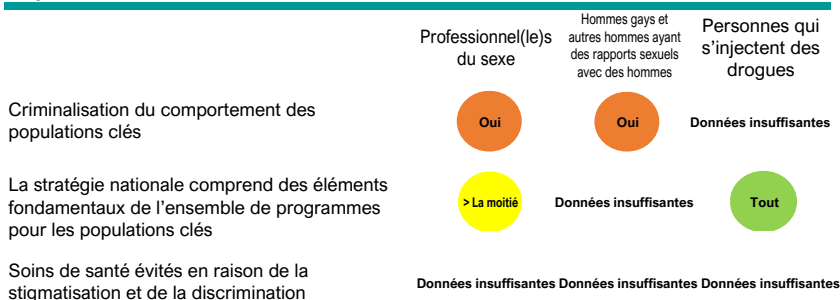 Professionnel(le)s
du sexe
Hommes gays et
autres hommes ayant
des rapports sexuels
avec des hommes
Personnes qui
s'injectent des
drogues
Criminalisation du comportement des
populations clés
Oui
Oui
Données insuffisantes
La stratégie nationale comprend des éléments
fondamentaux de l'ensemble de programmes
pour les populations clés
> La moitié
Données insuffisantes
Tout
Soins de santé évités en raison de la
stigmatisation et de la discrimination
Données insuffisantes Données insuffisantes Données insuffisantes